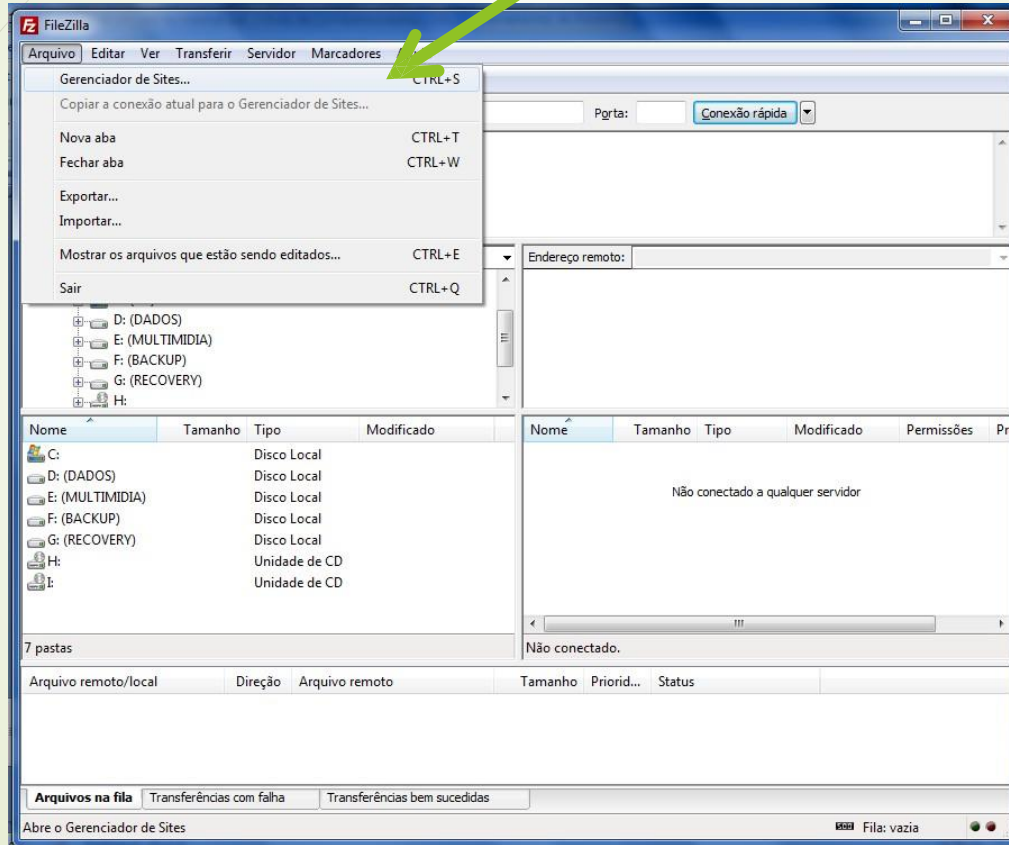 FileZilla
Arquivo Editar Ver Transferir Servidor Marcadores
Gerenciador de Sites... CTRL+S
Copiar a conexão atual para o Gerenciador de Sites...
Porta: Conexão rápida
Nova aba CTRL+T
Fechar aba CTRL+W
Exportar...
Importar...
Mostrar os arquivos que estão sendo editados... CTRL+E
Endereço remoto:
Sair CTRL+Q
D: (DADOS)
E: (MULTIMIDIA)
F: (BACKUP)
G: (RECOVERY)
H:
Nome Tamanho Tipo Modificado
Nome Tamanho Tipo Modificado Permissões Pr
C: Disco Local
D: (DADOS) Disco Local
E: (MULTIMIDIA) Disco Local
F: (BACKUP) Disco Local
G: (RECOVERY) Disco Local
H: Unidade de CD
I: Unidade de CD
Não conectado a qualquer servidor
7 pastas
Não conectado.
Arquivo remoto/local Direção Arquivo remoto Tamanho Priorid... Status
Arquivos na fila Transferências com falha Transferências bem sucedidas
Abre o Gerenciador de Sites Fila: vazia